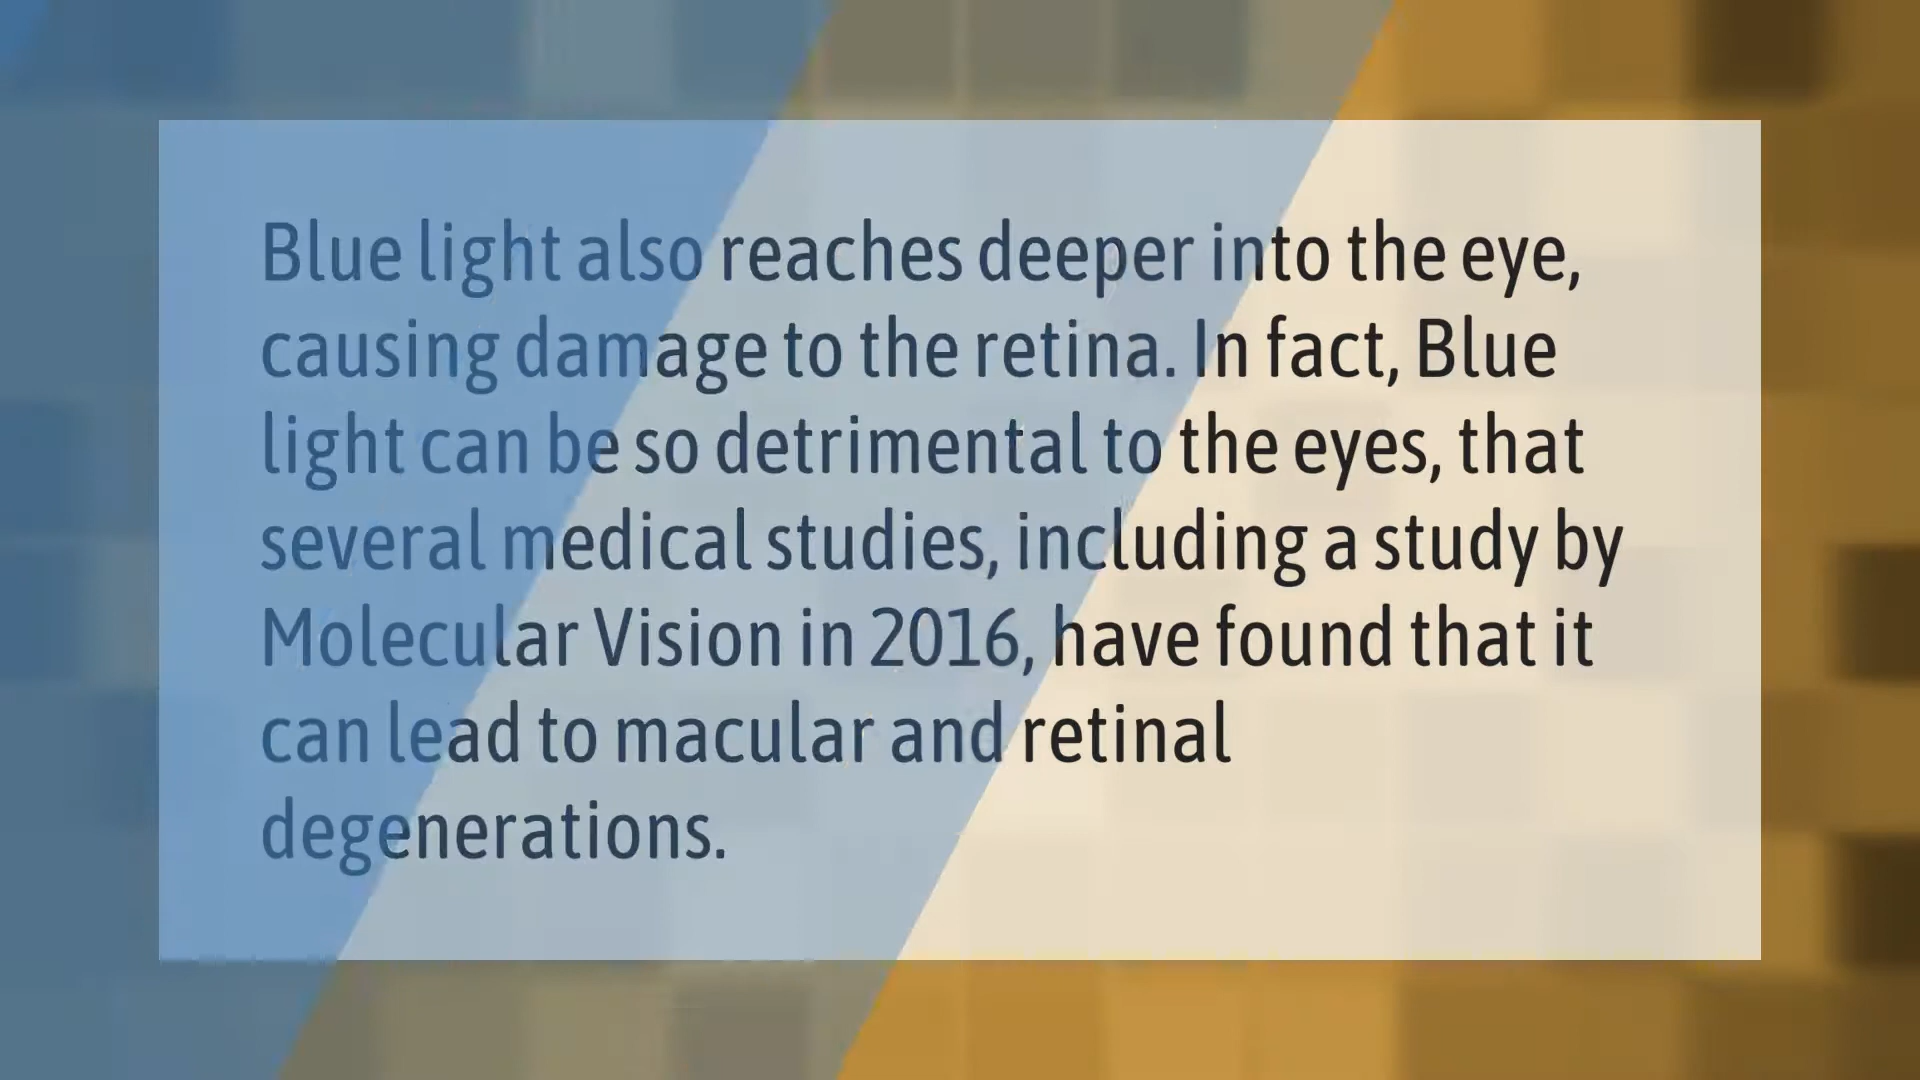 Blue light also reaches deeper into the eye,
causing damage to the retina. In fact, Blue
light can be so detrimental to the eyes, that
several medical studies, including a study by
Molecular Vision in 2016, have found that it
can lead to macular and retinal
degenerations.